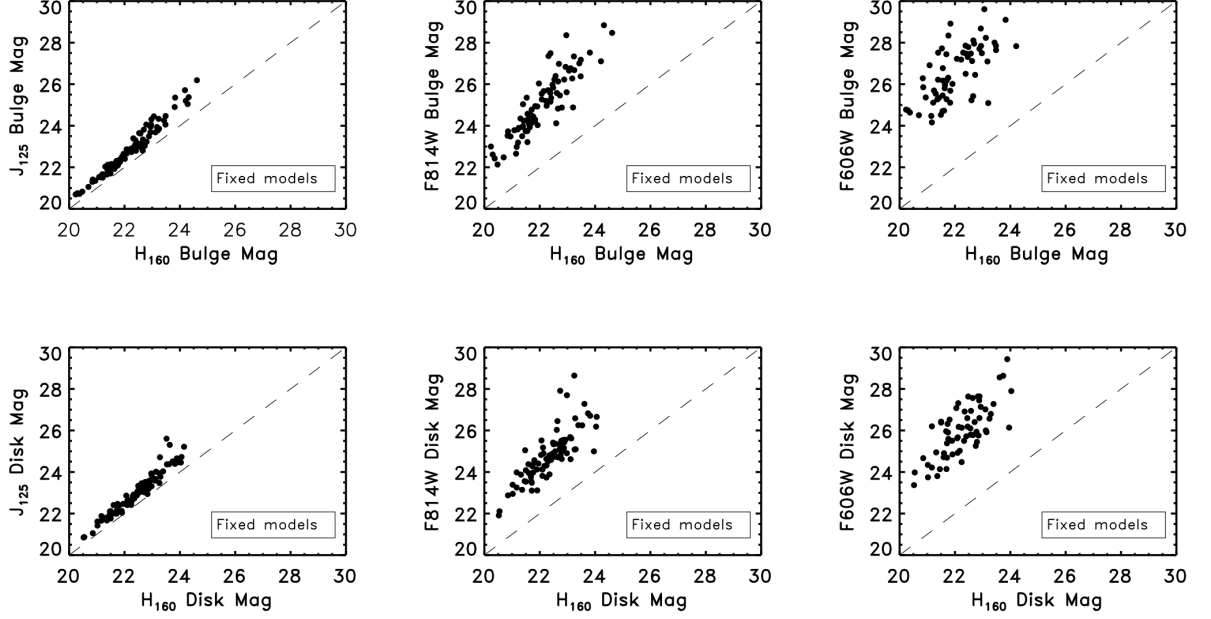 30
28
26
24
22
20
J125 Bulge Mag
Fixed models
20 22 24 26 28 30
H160 Bulge Mag
30
28
26
24
22
20
F814W Bulge Mag
Fixed models
20 22 24 26 28 30
H160 Bulge Mag
30
28
26
24
22
20
F606W Bulge Mag
Fixed models
20 22 24 26 28 30
H160 Bulge Mag
30
28
26
24
22
20
J125 Disk Mag
Fixed models
20 22 24 26 28 30
H160 Disk Mag
30
28
26
24
22
20
F814W Disk Mag
Fixed models
20 22 24 26 28 30
H160 Disk Mag
30
28
26
24
22
20
F606W Disk Mag
Fixed models
20 22 24 26 28 30
H160 Disk Mag